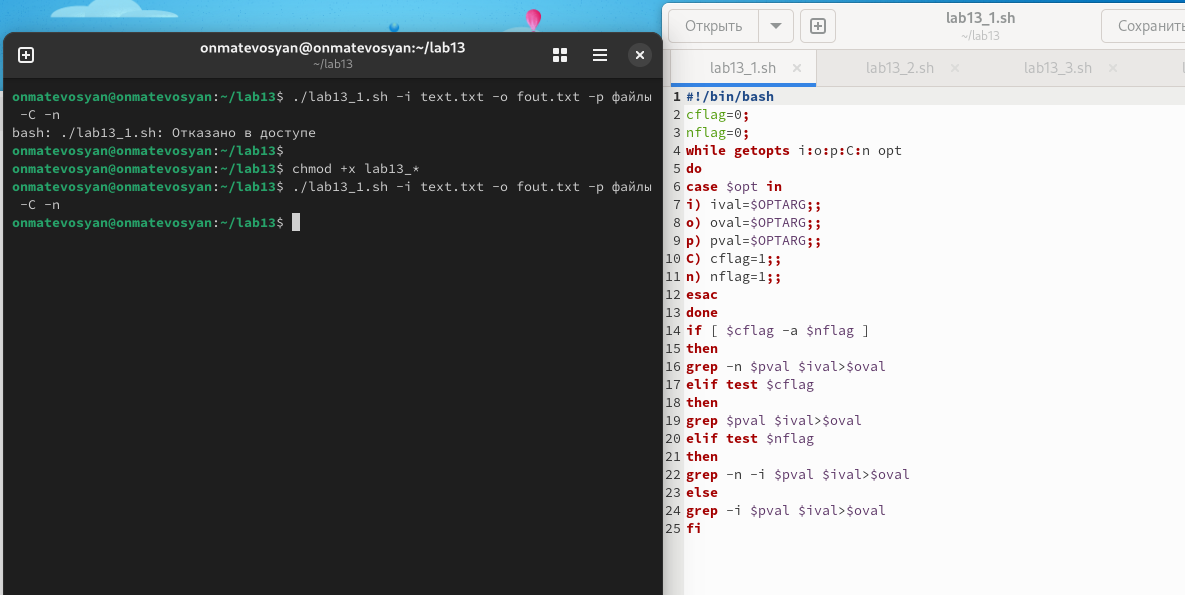 onmatevosyan@onmatevosyan:~/lab13
~/lab13
onmatevosyan@onmatevosyan:~/lab13$ ./lab13_1.sh -i text.txt -o fout.txt -p файлы
-C -n
bash: ./lab13_1.sh: Отказано в доступе
onmatevosyan@onmatevosyan:~/lab13$
onmatevosyan@onmatevosyan:~/lab13$ chmod +x lab13_*
onmatevosyan@onmatevosyan:~/lab13$ ./lab13_1.sh -i text.txt -o fout.txt -p файлы
-C -n
onmatevosyan@onmatevosyan:~/lab13$
Открыть
lab13_1.sh
~/lab13
Сохранить
lab13_1.sh × lab13_2.sh × lab13_3.sh ×
1 #!/bin/bash
2 cflag=0;
3 nflag=0;
4 while getopts i:o:p:C:n opt
5 do
6 case $opt in
7 i) ival=$OPTARG;;
8 o) oval=$OPTARG;;
9 p) pval=$OPTARG;;
10 C) cflag=1;;
11 n) nflag=1;;
12 esac
13 done
14 if [ $cflag -a $nflag ]
15 then
16 grep -n $pval $ival>$oval
17 elif test $cflag
18 then
19 grep $pval $ival>$oval
20 elif test $nflag
21 then
22 grep -n -i $pval $ival>$oval
23 else
24 grep -i $pval $ival>$oval
25 fi